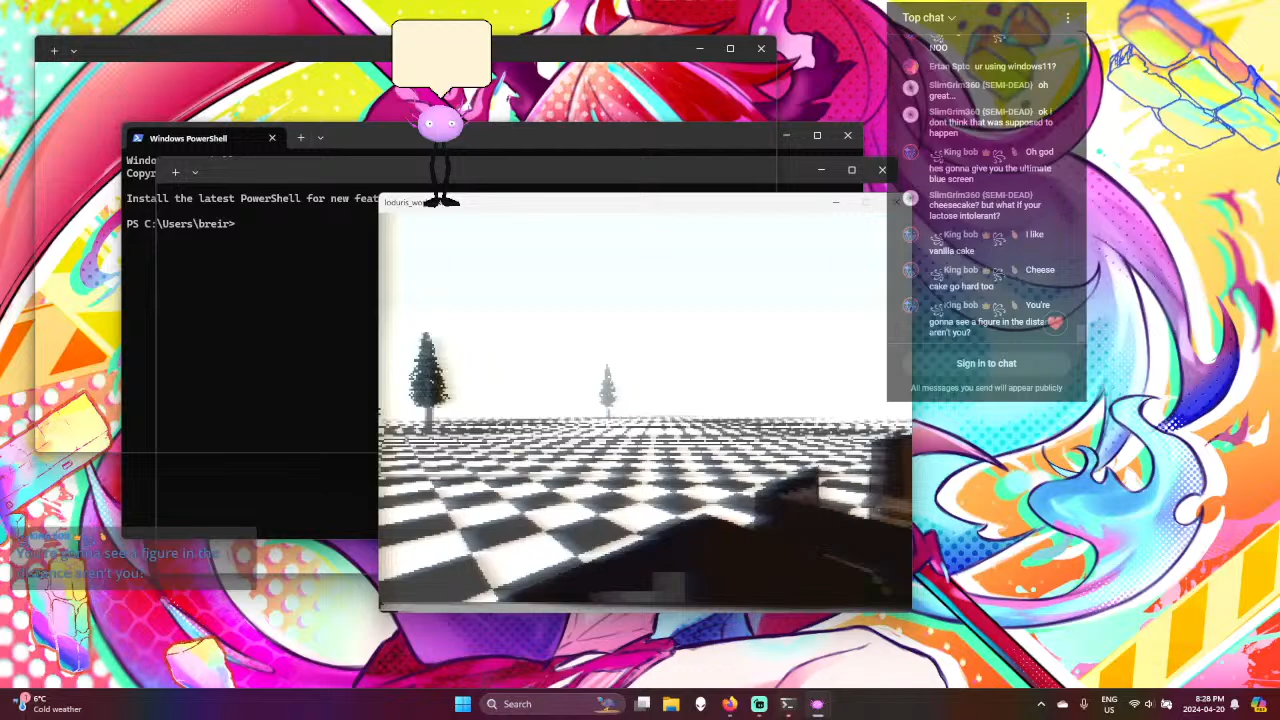 Top chat
NOO
Ertan Sptc ur using windows11?
SlimGrim360 {SEMI-DEAD} oh
great...
SlimGrim360 {SEMI-DEAD} ok i
dont think that was supposed to
happen
King bob Oh god
hes gonna give you the ultimate
blue screen
SlimGrim360 {SEMI-DEAD}
cheesecake? but what if your
lactose intolerant?
King bob i like
vanilla cake
King bob Cheese
cake go hard too
King bob You're
gonna see a figure in the dista
aren't you?
Sign in to chat
All messages you send will appear publicly
Windows PowerShell
Windo
Copyr
Install the latest PowerShell for new feat
PS C:\Users\breir>
You're gonna see a figure in the
distance aren't you?
6°C
Cold weather
Search
ENG
US
8:28 PM
2024-04-20